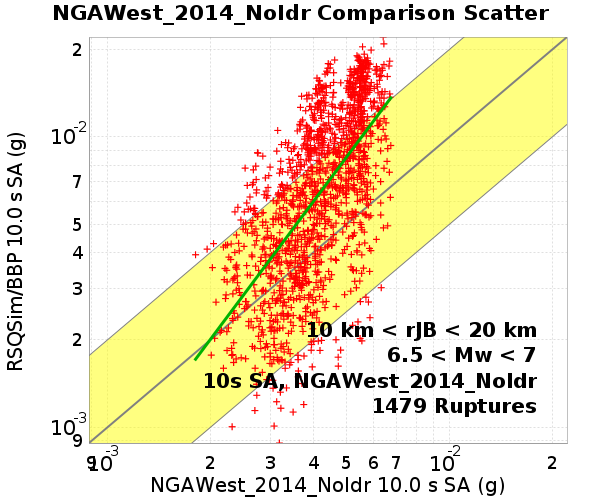 NGAWest_2014_NoIdr Comparison Scatter
RSQSim/BBP 10.0 s SA (g)
2
10-2
7
5
4
3
2
10-3
9
10 km < rJB < 20 km
6.5 < Mw < 7
10s SA, NGAWest_2014_NoIdr
1479 Ruptures
9 10-3 2 3 4 5 6 7 10-2 2
NGAWest_2014_NoIdr 10.0 s SA (g)